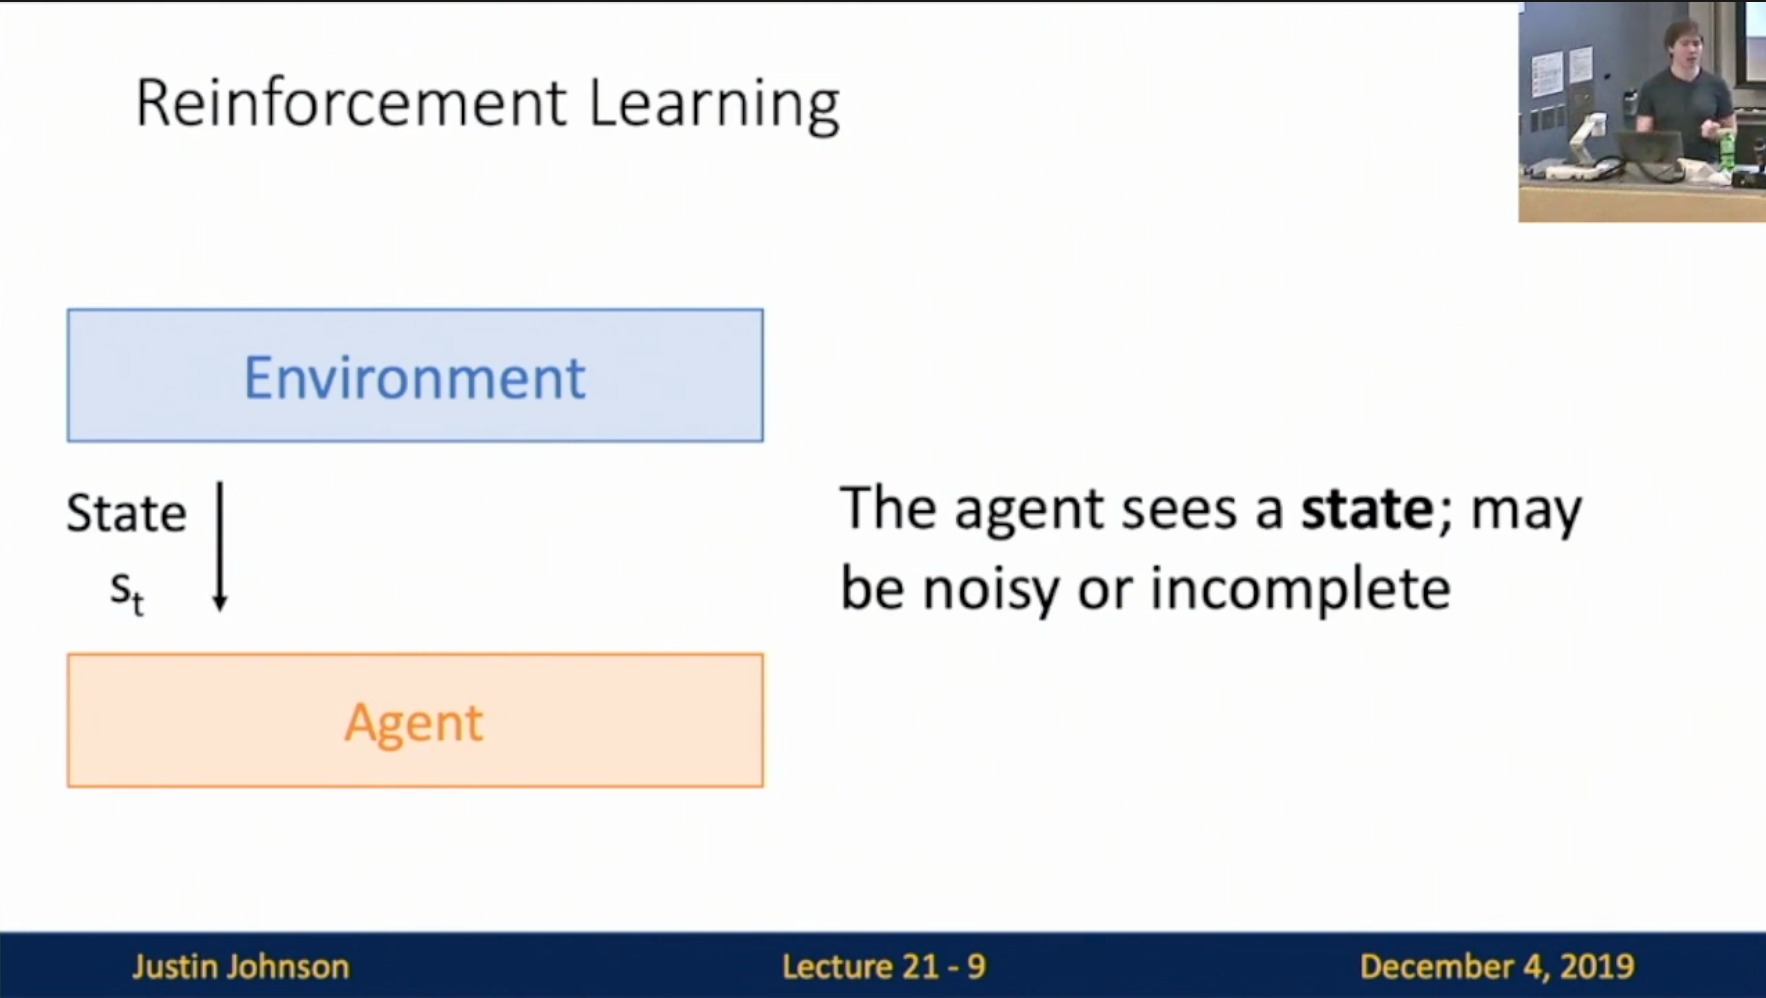 Reinforcement Learning
Environment
State
sₜ
The agent sees a state; may
be noisy or incomplete
Agent
Justin Johnson
Lecture 21 - 9
December 4, 2019